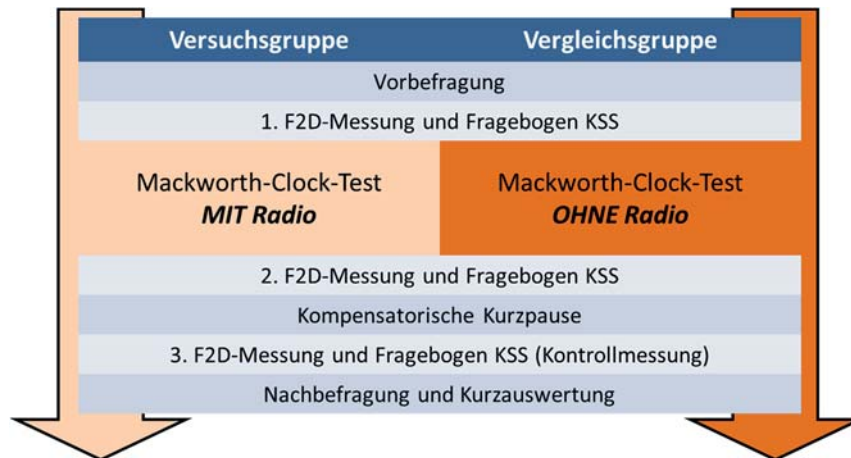 Versuchsgruppe Vergleichsgruppe
Vorbefragung
1. F2D-Messung und Fragebogen KSS
Mackworth-Clock-Test
MIT Radio
Mackworth-Clock-Test
OHNE Radio
2. F2D-Messung und Fragebogen KSS
Kompensatorische Kurzpause
3. F2D-Messung und Fragebogen KSS (Kontrollmessung)
Nachbefragung und Kurzauswertung